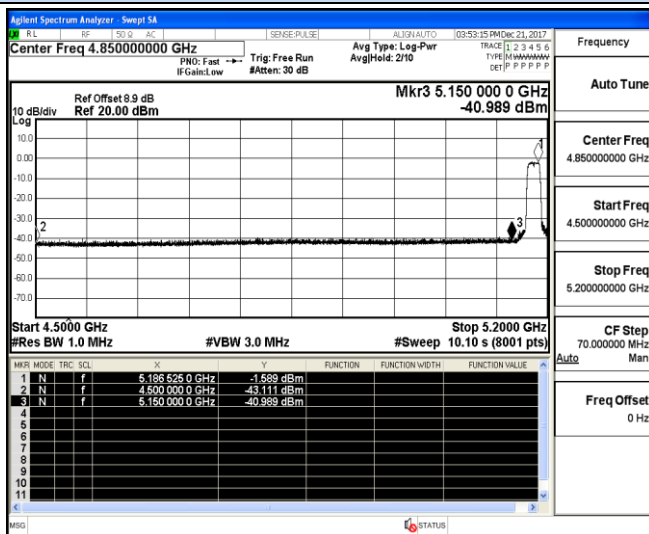 Agilent Spectrum Analyzer - Swept SA
RL RF 50 Ω AC SENSE:PULSE ALIGN AUTO 03:53:15 PM Dec 21, 2017
Center Freq 4.850000000 GHz
PNO: Fast
IFGain:Low
Trig: Free Run
#Atten: 30 dB
Avg Type: Log-Pwr
Avg|Hold: 2/10
TRACE 1 2 3 4 5 6
TYPE MWWWWW
DET P P P P P P
Ref Offset 8.9 dB
Ref 20.00 dBm
10 dB/div
Log
Mkr3 5.150 000 0 GHz
-40.989 dBm
10.0
0.00
-10.0
-20.0
-30.0
-40.0
-50.0
-60.0
-70.0
1
2
3
Start 4.5000 GHz
Stop 5.2000 GHz
#Res BW 1.0 MHz #VBW 3.0 MHz #Sweep 10.10 s (8001 pts)
MKR MODE TRC SCL X Y FUNCTION FUNCTION WIDTH FUNCTION VALUE
1 N f 5.186 525 0 GHz -1.589 dBm
2 N f 4.500 000 0 GHz -43.111 dBm
3 N f 5.150 000 0 GHz -40.989 dBm
4
5
6
7
8
9
10
11
MSG STATUS
Frequency
Auto Tune
Center Freq
4.850000000 GHz
Start Freq
4.500000000 GHz
Stop Freq
5.200000000 GHz
CF Step
70.000000 MHz
Auto Man
Freq Offset
0 Hz